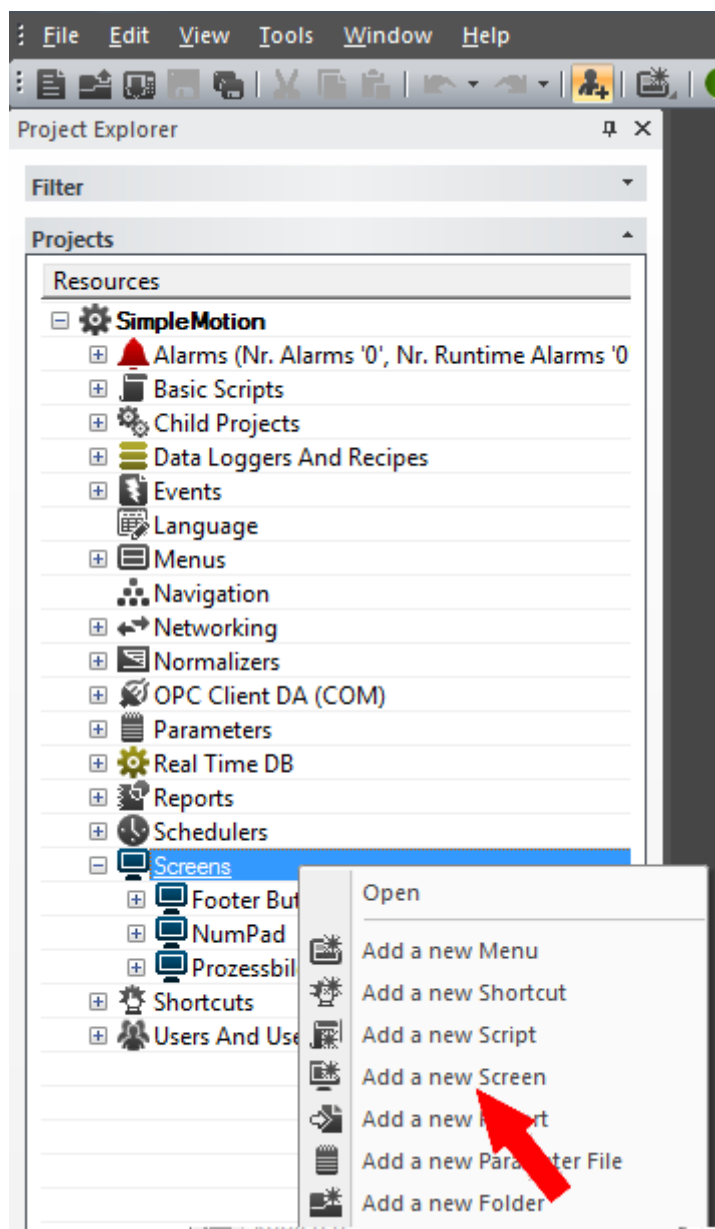 File Edit View Tools Window Help
Project Explorer
Filter
Projects
Resources
SimpleMotion
Alarms (Nr. Alarms '0', Nr. Runtime Alarms '0
Basic Scripts
Child Projects
Data Loggers And Recipes
Events
Language
Menus
Navigation
Networking
Normalizers
OPC Client DA (COM)
Parameters
Real Time DB
Reports
Schedulers
Screens
Footer But
NumPad
Prozessbil
Shortcuts
Users And Use
Open
Add a new Menu
Add a new Shortcut
Add a new Script
Add a new Screen
Add a new
Add a new Parameter File
Add a new Folder